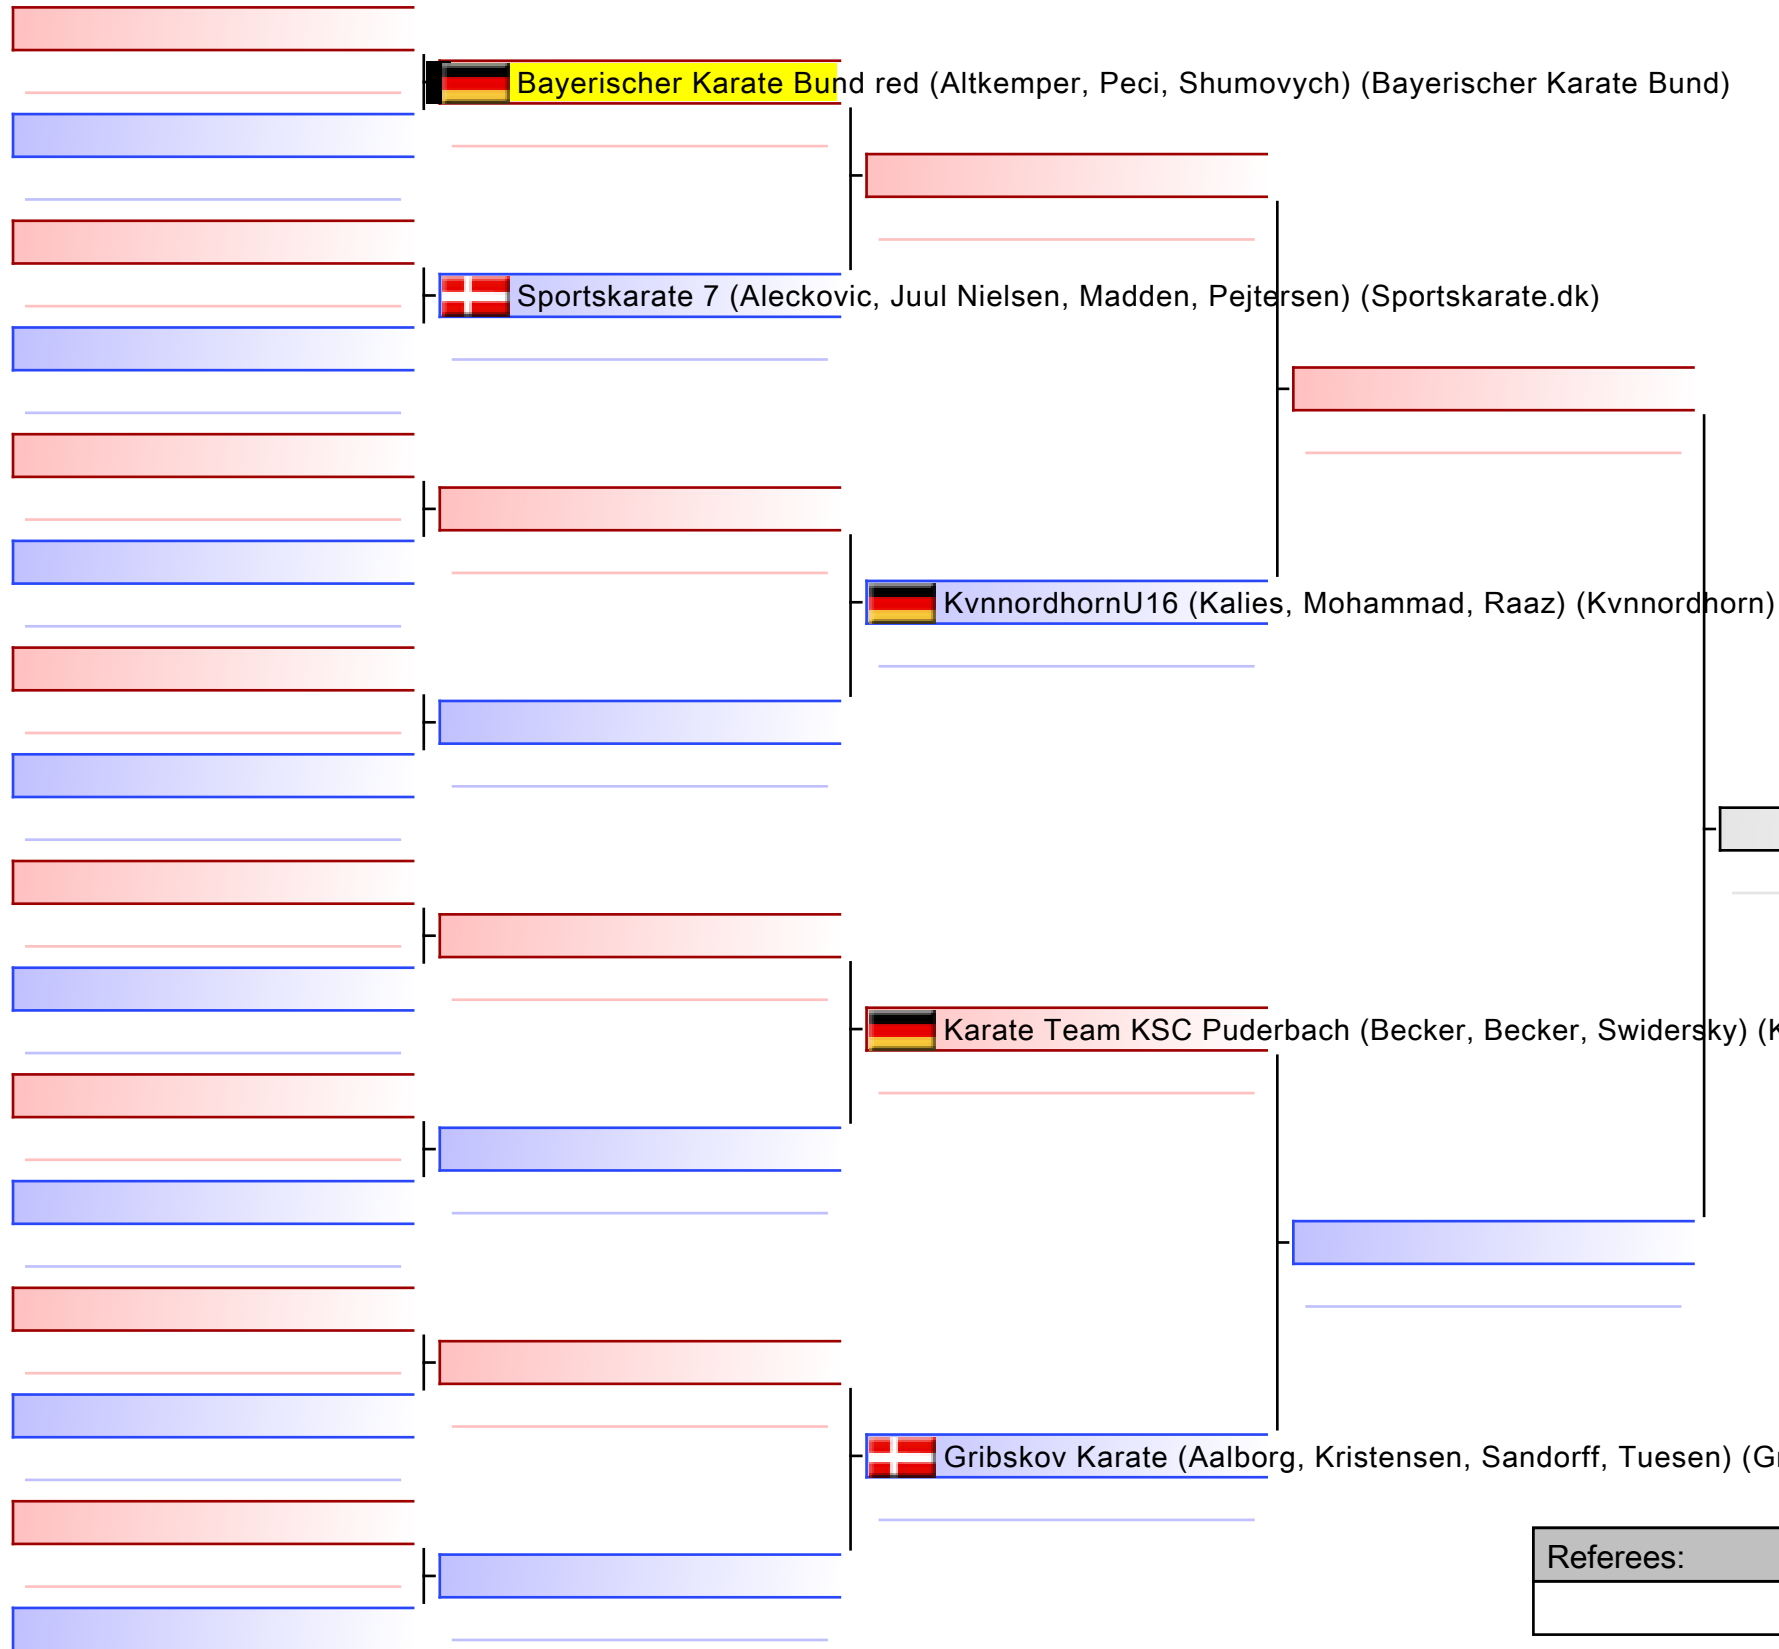 Bayerischer Karate Bund red (Altkemper, Peci, Shumovych) (Bayerischer Karate Bund)
Sportskarate 7 (Aleckovic, Juul Nielsen, Madden, Pejtersen) (Sportskarate.dk)
KvnnordhornU16 (Kalies, Mohammad, Raaz) (Kvnnordhorn)
Karate Team KSC Puderbach (Becker, Becker, Swidersky)
Gribskov Karate (Aalborg, Kristensen, Sandorff, Tuesen)
Referees: